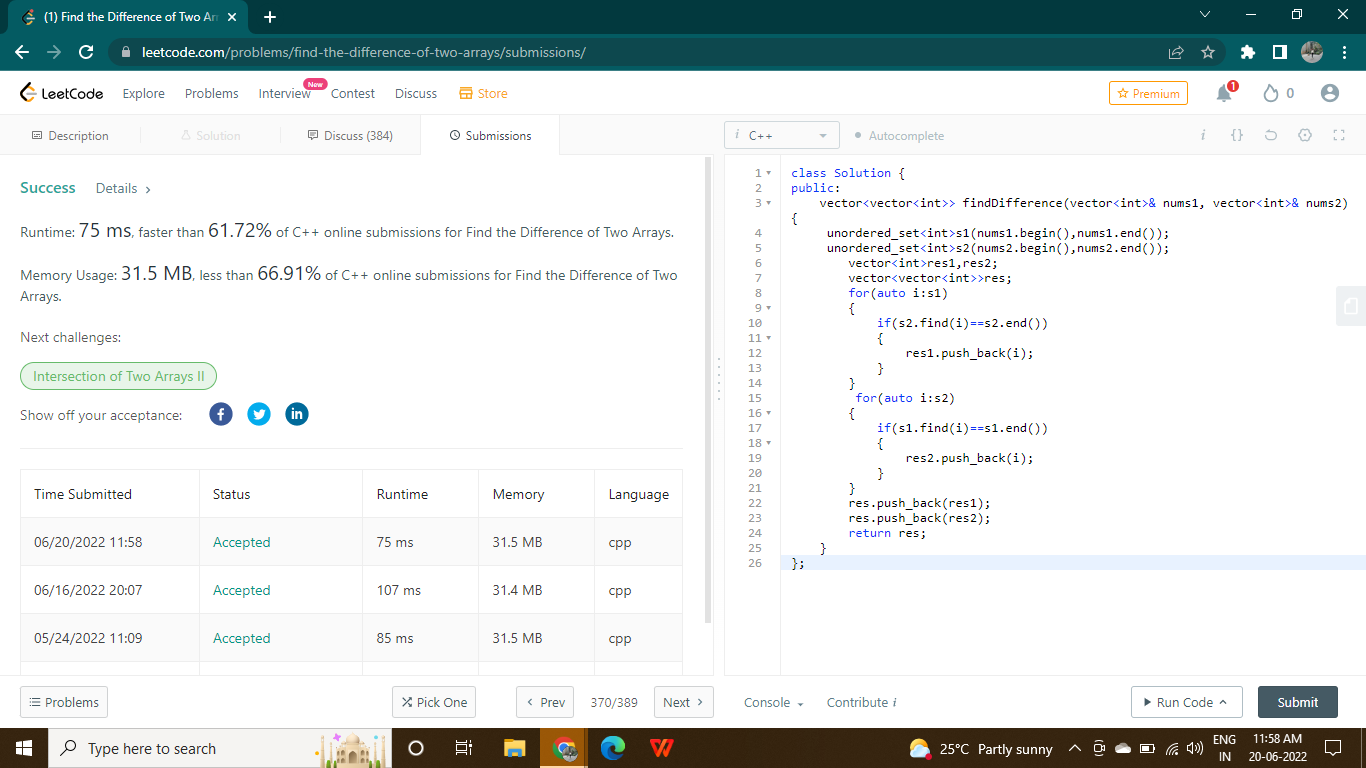 (1) Find the Difference of Two Arr
leetcode.com/problems/find-the-difference-of-two-arrays/submissions/
LeetCode Explore Problems Interview New Contest Discuss Store Premium 1 0
Description Solution Discuss (384) Submissions
i C++ Autocomplete i {}
Success Details >
Runtime: 75 ms, faster than 61.72% of C++ online submissions for Find the Difference of Two Arrays.
Memory Usage: 31.5 MB, less than 66.91% of C++ online submissions for Find the Difference of Two
Arrays.
Next challenges:
Intersection of Two Arrays II
Show off your acceptance:
Time Submitted Status Runtime Memory Language
06/20/2022 11:58 Accepted 75 ms 31.5 MB cpp
06/16/2022 20:07 Accepted 107 ms 31.4 MB cpp
05/24/2022 11:09 Accepted 85 ms 31.5 MB cpp
1 class Solution {
2 public:
3 vector<vector<int>> findDifference(vector<int>& nums1, vector<int>& nums2)
{
4 unordered_set<int>s1(nums1.begin(),nums1.end());
5 unordered_set<int>s2(nums2.begin(),nums2.end());
6 vector<int>res1,res2;
7 vector<vector<int>>res;
8 for(auto i:s1)
9 {
10 if(s2.find(i)==s2.end())
11 {
12 res1.push_back(i);
13 }
14 }
15 for(auto i:s2)
16 {
17 if(s1.find(i)==s1.end())
18 {
19 res2.push_back(i);
20 }
21 }
22 res.push_back(res1);
23 res.push_back(res2);
24 return res;
25 }
26 };
Problems Pick One < Prev 370/389 Next > Console Contribute i Run Code Submit
Type here to search
25°C Partly sunny
ENG
IN
11:58 AM
20-06-2022